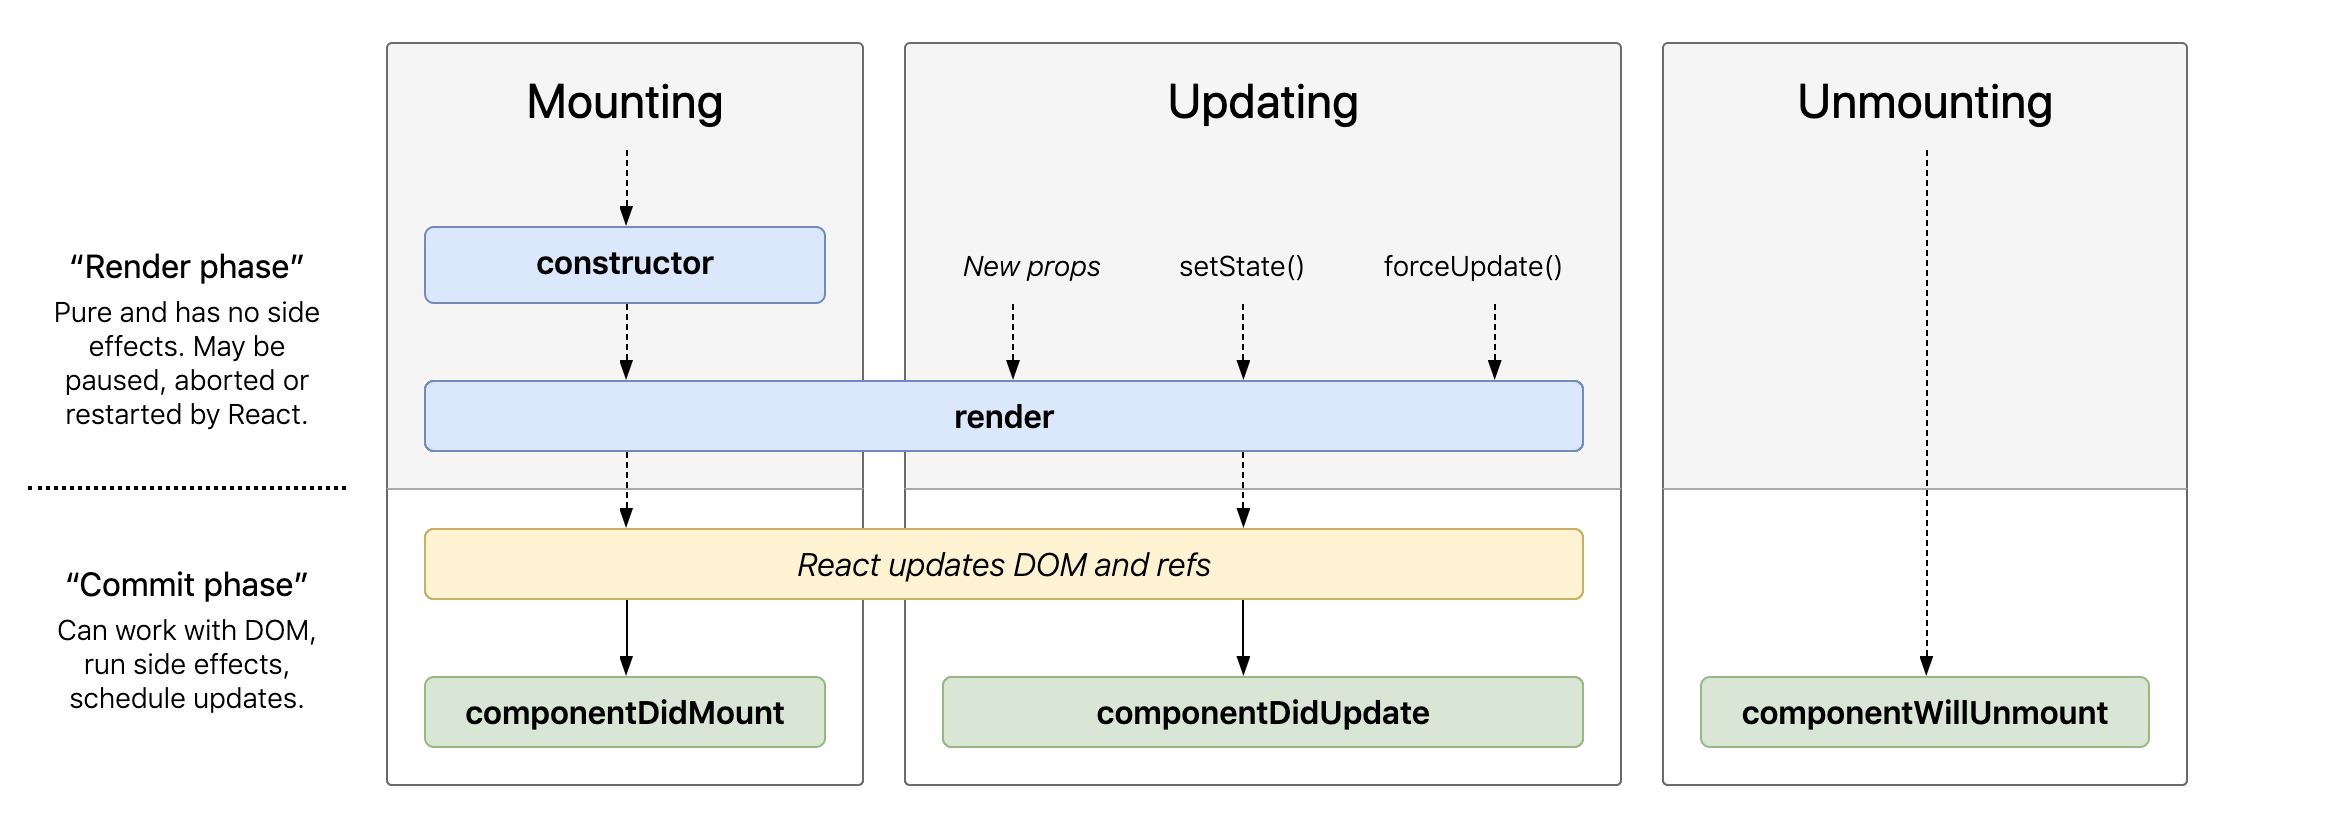 Mounting
Updating
Unmounting
“Render phase”
Pure and has no side
effects. May be
paused, aborted or
restarted by React.
constructor
New props
setState()
forceUpdate()
render
“Commit phase”
Can work with DOM,
run side effects,
schedule updates.
React updates DOM and refs
componentDidMount
componentDidUpdate
componentWillUnmount